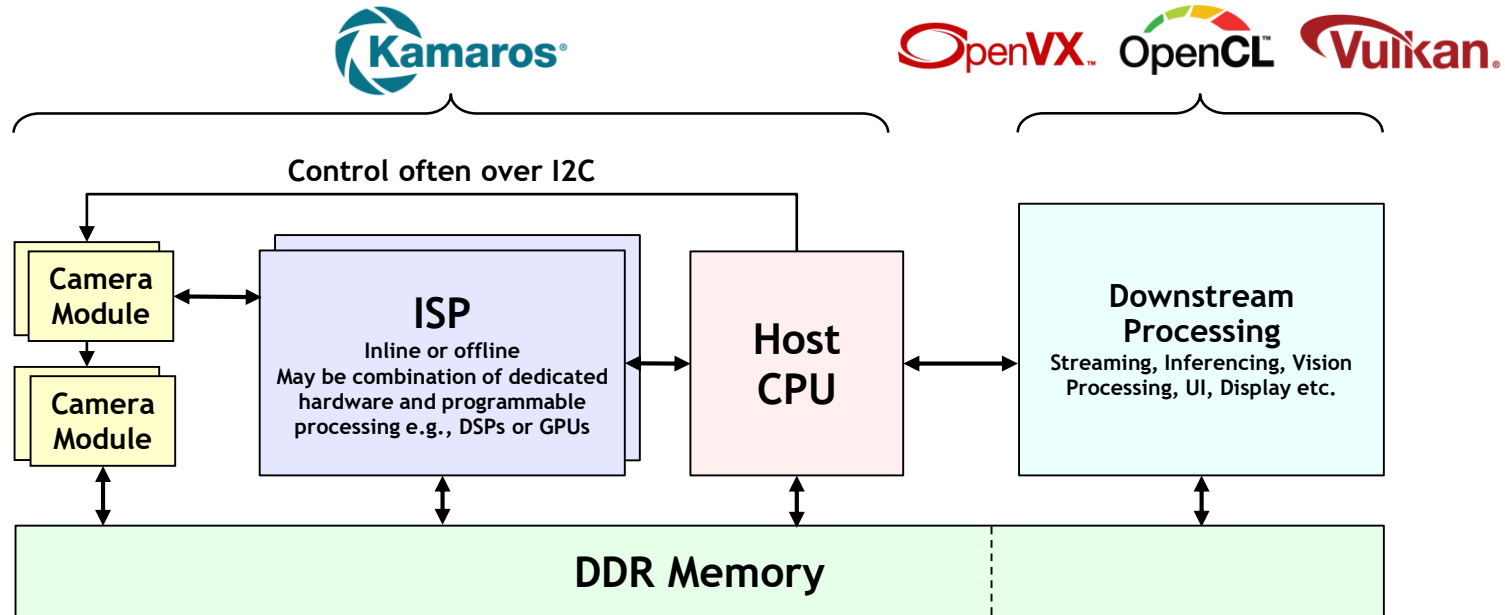 Kamaros®
OpenVX™
OpenCL™
Vulkan®
Control often over I2C
Camera
Module
Camera
Module
ISP
Inline or offline
May be combination of dedicated
hardware and programmable
processing e.g., DSPs or GPUs
Host
CPU
Downstream
Processing
Streaming, Inferencing, Vision
Processing, UI, Display etc.
DDR Memory